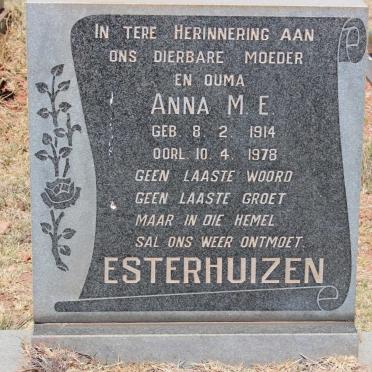 IN TERE HERINNERING AAN
ONS DIERBARE MOEDER
EN OUMA
ANNA M. E.
GEB. 8. 2. 1914
OORL. 10. 4. 1978
GEEN LAASTE WOORD
GEEN LAASTE GROET
MAAR IN DIE HEMEL
SAL ONS WEER ONTMOET
ESTERHUIZEN